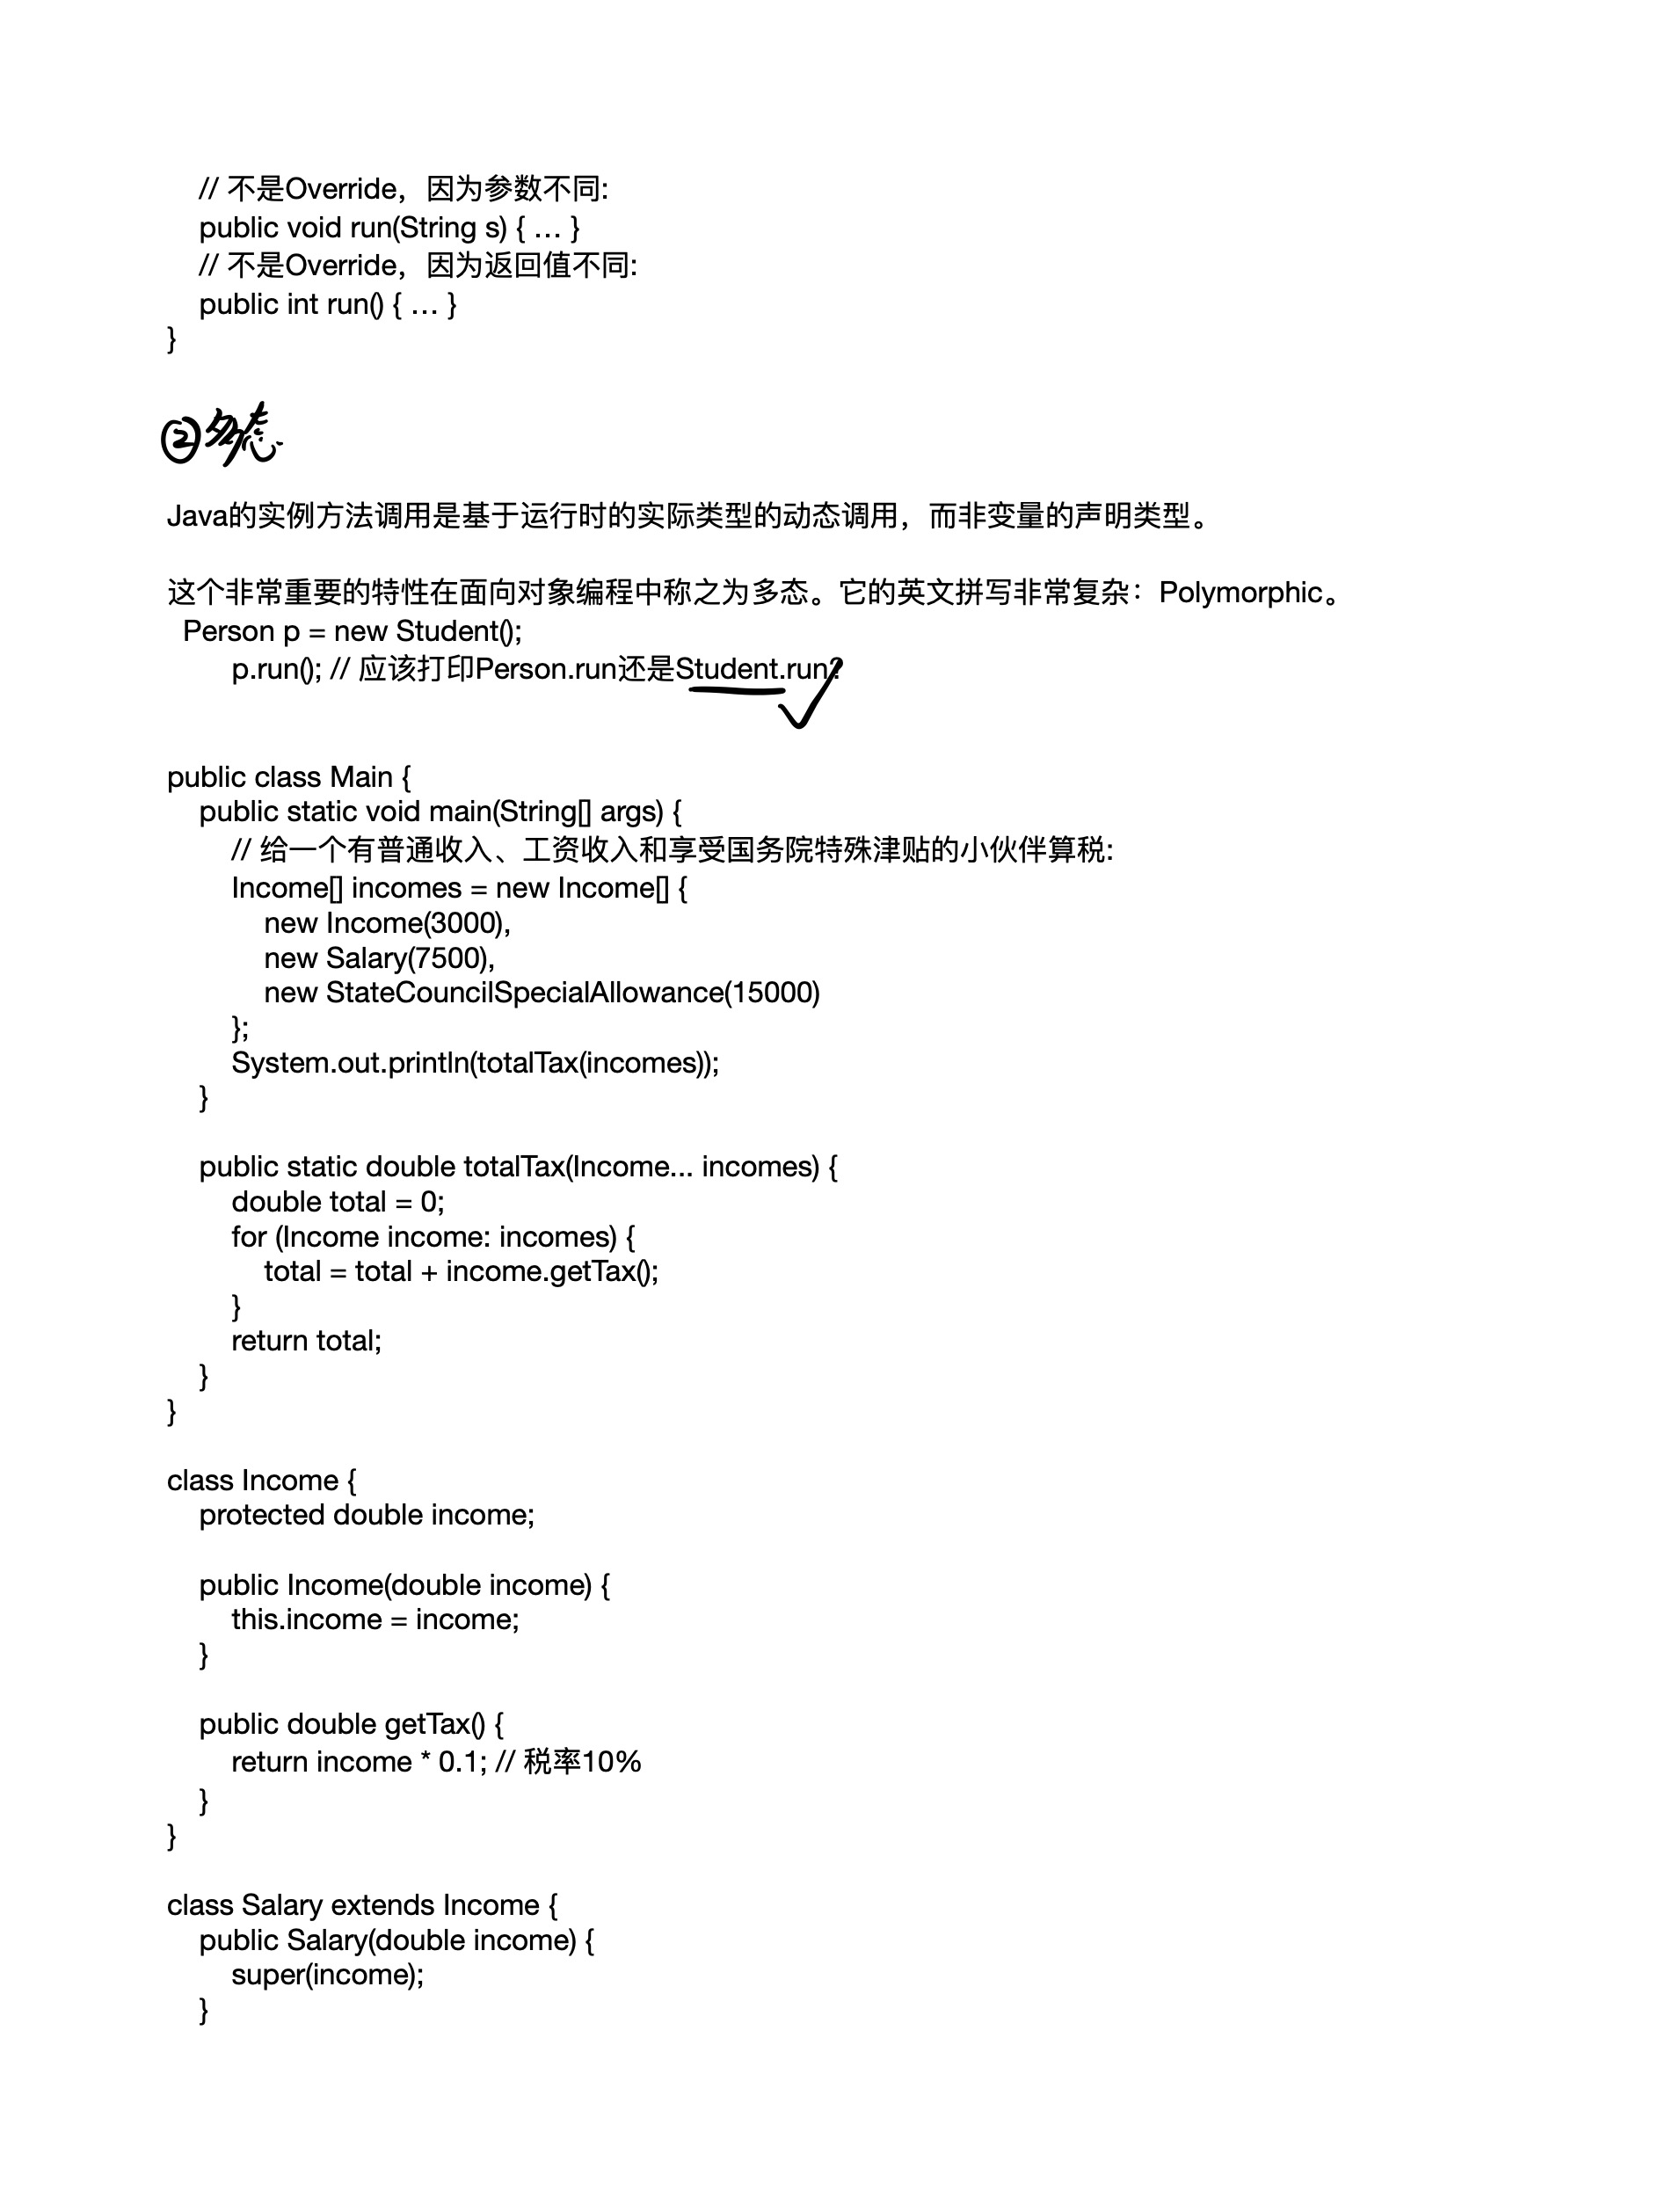 // 不是Override，因为参数不同:
public void run(String s) { … }
// 不是Override，因为返回值不同:
public int run() { … }
}
②多态
Java的实例方法调用是基于运行时的实际类型的动态调用，而非变量的声明类型。
这个非常重要的特性在面向对象编程中称之为多态。它的英文拼写非常复杂：Polymorphic。
Person p = new Student();
p.run(); // 应该打印Person.run还是Student.run?
public class Main {
public static void main(String[] args) {
// 给一个有普通收入、工资收入和享受国务院特殊津贴的小伙伴算税:
Income[] incomes = new Income[] {
new Income(3000),
new Salary(7500),
new StateCouncilSpecialAllowance(15000)
};
System.out.println(totalTax(incomes));
}
public static double totalTax(Income... incomes) {
double total = 0;
for (Income income: incomes) {
total = total + income.getTax();
}
return total;
}
}
class Income {
protected double income;
public Income(double income) {
this.income = income;
}
public double getTax() {
return income * 0.1; // 税率10%
}
}
class Salary extends Income {
public Salary(double income) {
super(income);
}